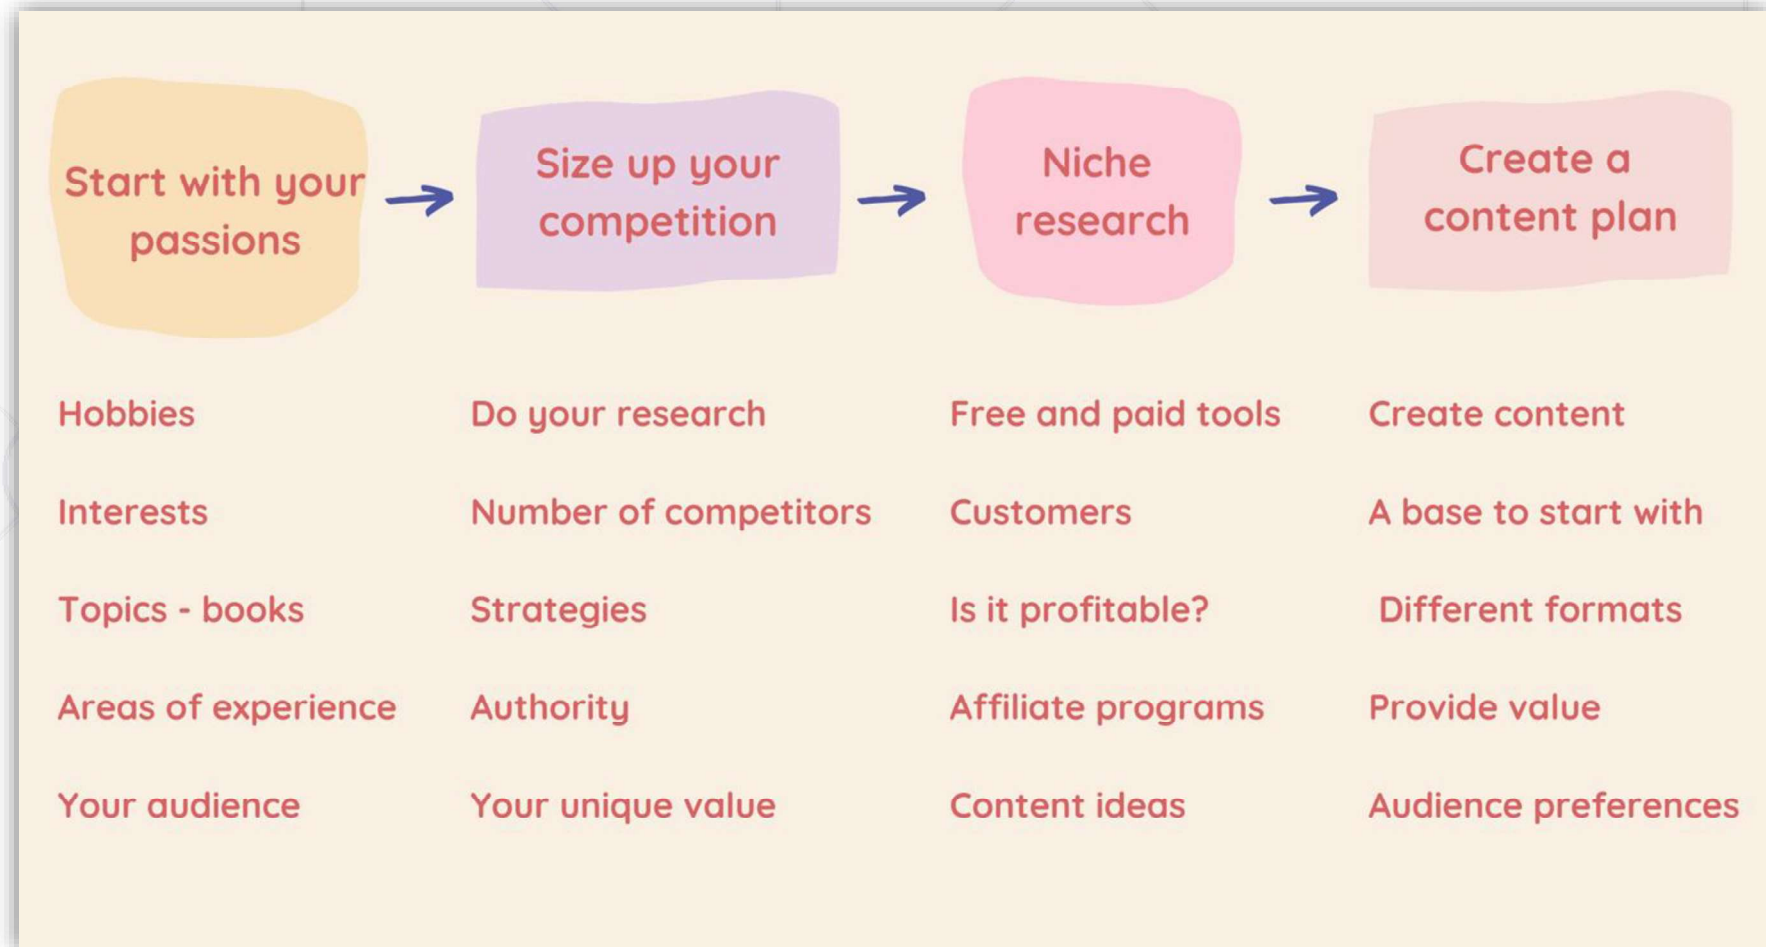 Start with your
passions
Size up your
competition
Niche
research
Create a
content plan
Hobbies
Interests
Topics - books
Areas of experience
Your audience
Do your research
Number of competitors
Strategies
Authority
Your unique value
Free and paid tools
Customers
Is it profitable?
Affiliate programs
Content ideas
Create content
A base to start with
Different formats
Provide value
Audience preferences